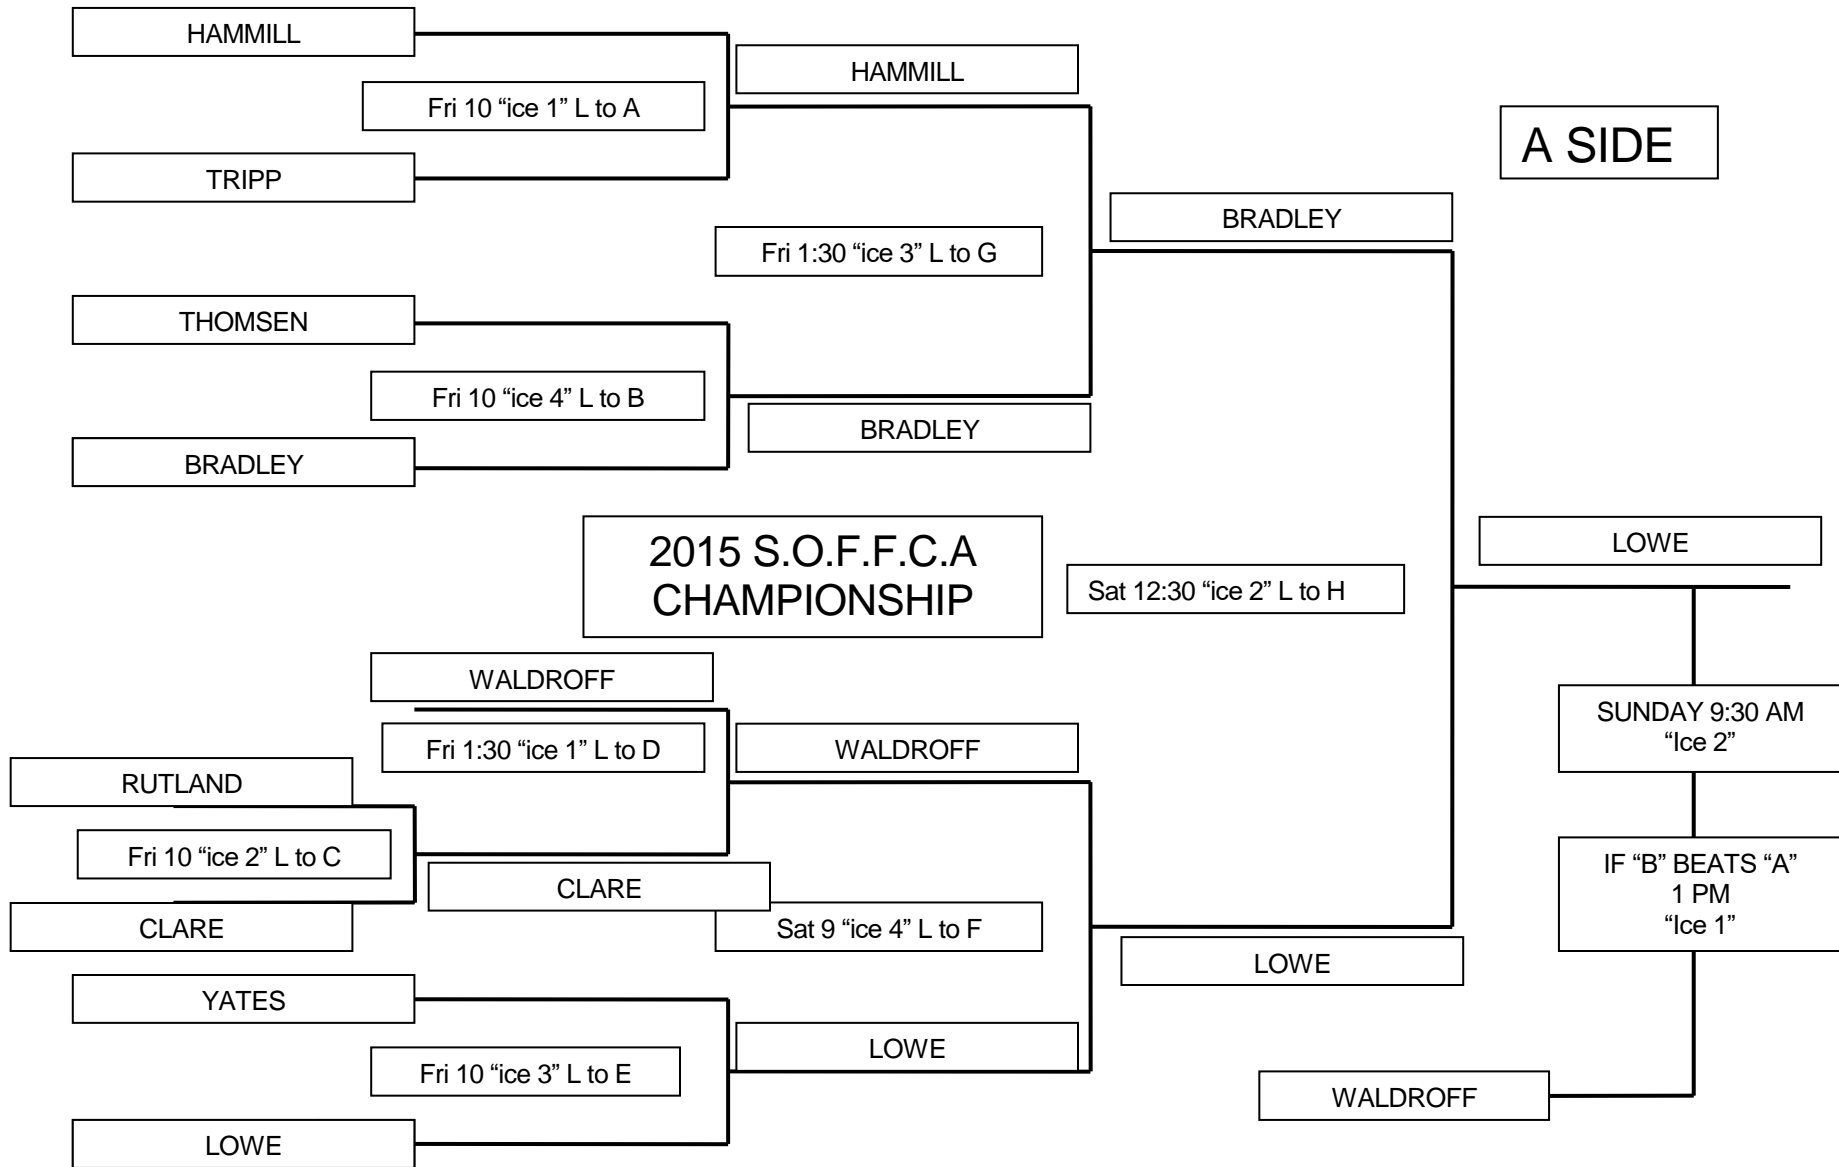 HAMMILL
HAMMILL
Fri 10 “ice 1” L to A
A SIDE
TRIPP
BRADLEY
Fri 1:30 “ice 3” L to G
THOMSEN
Fri 10 “ice 4” L to B
BRADLEY
BRADLEY
2015 S.O.F.F.C.A
CHAMPIONSHIP
LOWE
Sat 12:30 “ice 2” L to H
WALDROFF
SUNDAY 9:30 AM
“Ice 2”
Fri 1:30 “ice 1” L to D
WALDROFF
RUTLAND
Fri 10 “ice 2” L to C
IF “B” BEATS “A”
1 PM
“Ice 1”
CLARE
CLARE
Sat 9 “ice 4” L to F
LOWE
YATES
LOWE
Fri 10 “ice 3” L to E
WALDROFF
LOWE